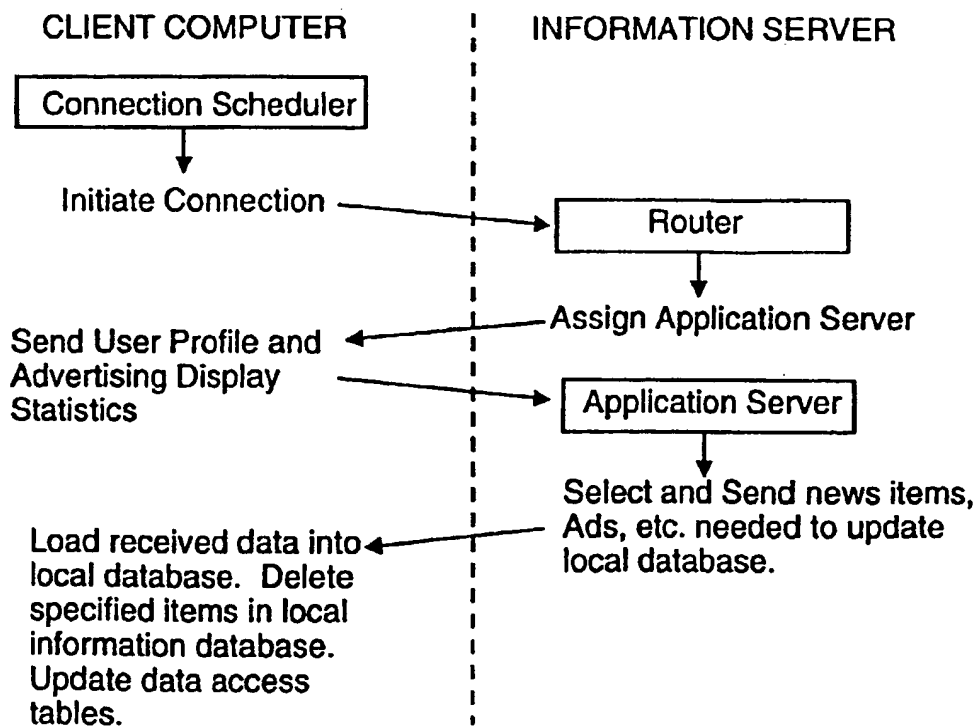 CLIENT COMPUTER
INFORMATION SERVER
Connection Scheduler
Initiate Connection
Router
Assign Application Server
Send User Profile and
Advertising Display
Statistics
Application Server
Select and Send news items,
Ads, etc. needed to update
local database.
Load received data into
local database. Delete
specified items in local
information database.
Update data access
tables.